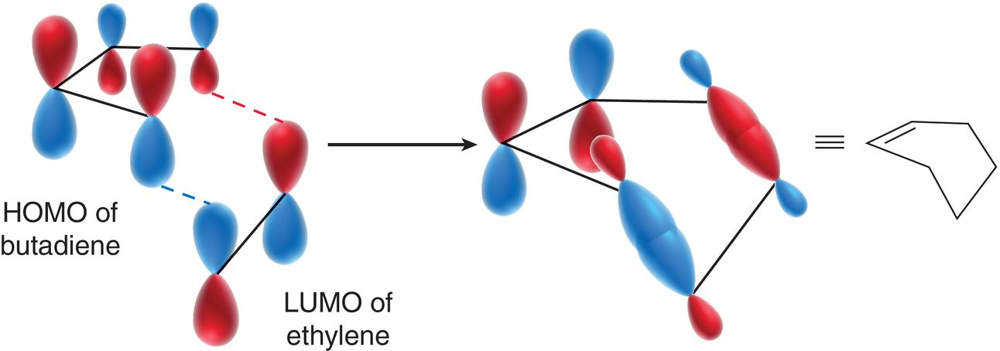 HOMO of
butadiene
LUMO of
ethylene